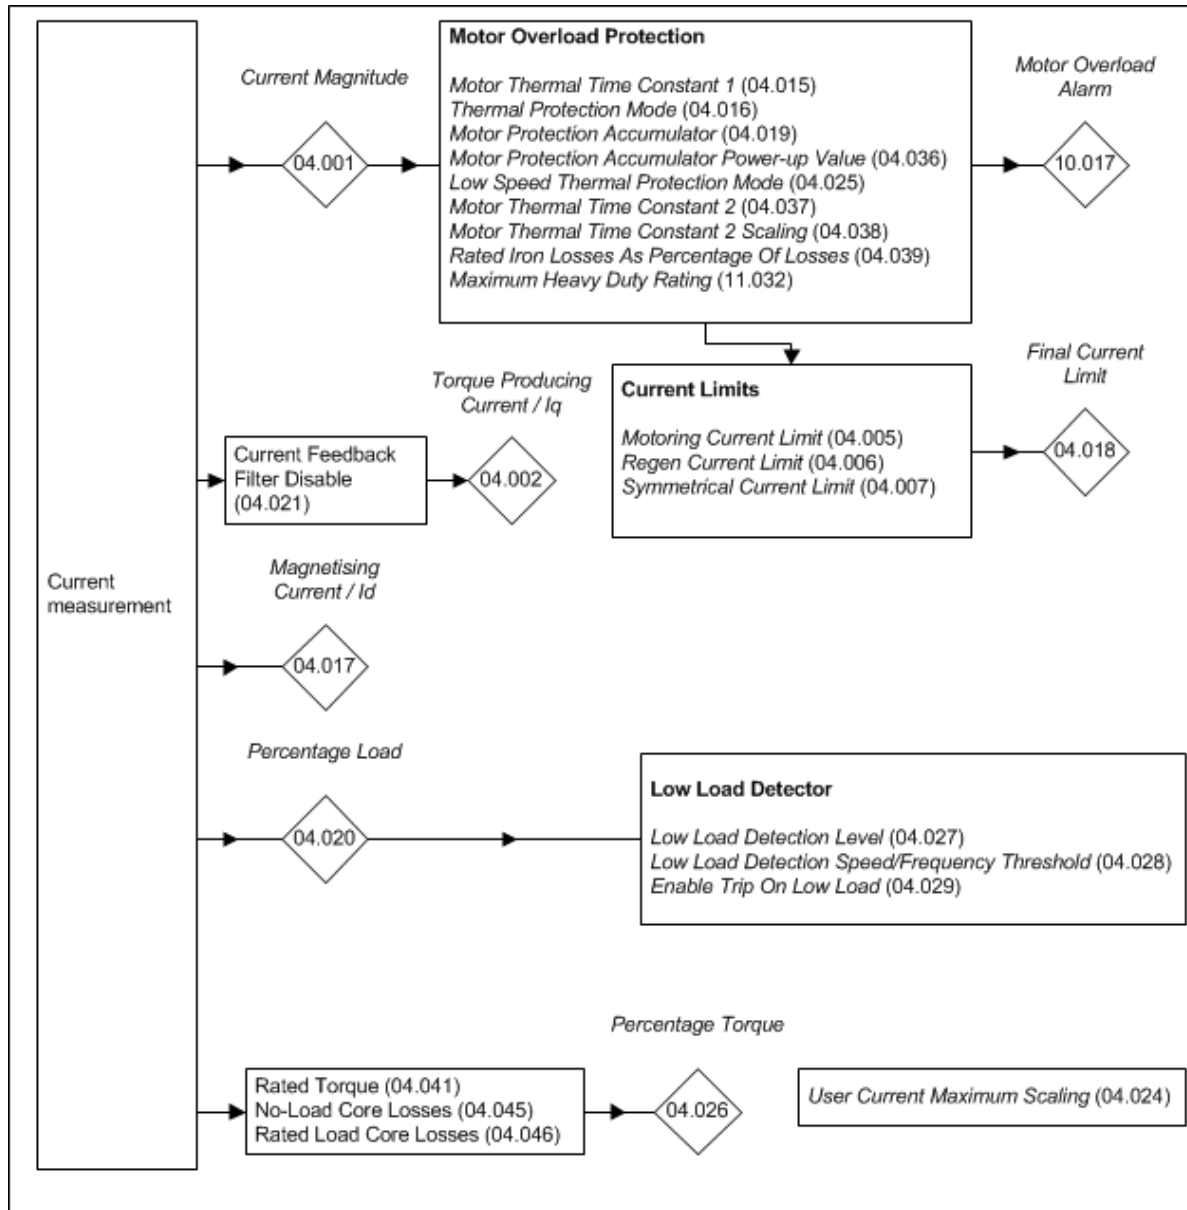 Current
measurement
Current Magnitude
04.001
Motor Overload Protection
Motor Thermal Time Constant 1 (04.015)
Thermal Protection Mode (04.016)
Motor Protection Accumulator (04.019)
Motor Protection Accumulator Power-up Value (04.036)
Low Speed Thermal Protection Mode (04.025)
Motor Thermal Time Constant 2 (04.037)
Motor Thermal Time Constant 2 Scaling (04.038)
Rated Iron Losses As Percentage Of Losses (04.039)
Maximum Heavy Duty Rating (11.032)
Motor Overload
Alarm
10.017
Current Feedback
Filter Disable
(04.021)
Torque Producing
Current / Iq
04.002
Current Limits
Motoring Current Limit (04.005)
Regen Current Limit (04.006)
Symmetrical Current Limit (04.007)
Final Current
Limit
04.018
Magnetising
Current / Id
04.017
Percentage Load
04.020
Low Load Detector
Low Load Detection Level (04.027)
Low Load Detection Speed/Frequency Threshold (04.028)
Enable Trip On Low Load (04.029)
Rated Torque (04.041)
No-Load Core Losses (04.045)
Rated Load Core Losses (04.046)
Percentage Torque
04.026
User Current Maximum Scaling (04.024)